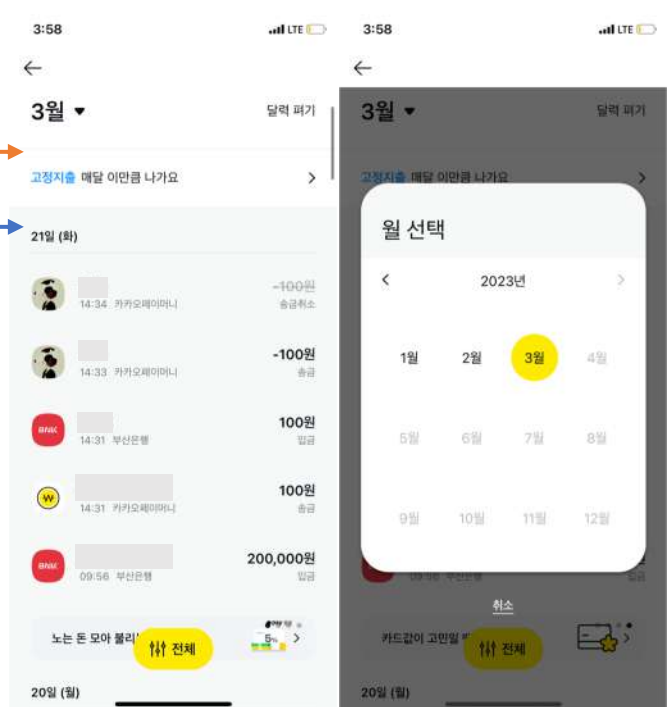 3:58
LTE
3월
달력 펴기
고정지출 매달 이만큼 나가요
21일 (화)
-100원
14:34 카카오페이머니
송금취소
-100원
14:33 카카오페이머니
송금
BNK
100원
14:31 부산은행
입금
₩
100원
14:31 카카오페이머니
송금
BNK
200,000원
09:56 부산은행
입금
노는 돈 모아 불리
5%
전체
20일 (월)
3:58
LTE
3월
달력 펴기
고정지출 매달 이만큼 나가요
월 선택
2023년
1월 2월 3월 4월
5월 6월 7월 8월
9월 10월 11월 12월
09:56 부산은행
입금
취소
카드값이 고민일
전체
20일 (월)